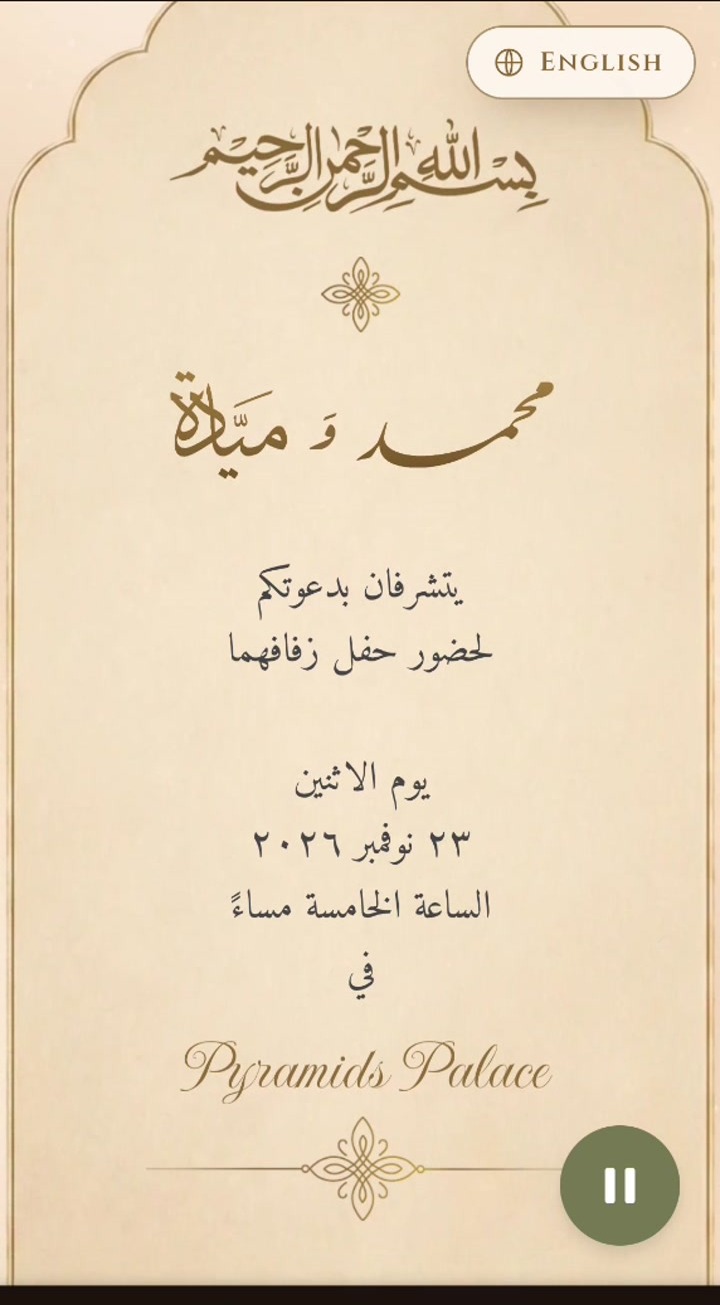 English
بسم الله الرحمن الرحيم
محمد وَ ميَّادة
يتشرفان بدعوتكم
لحضور حفل زفافهما
يوم الاثنين
٢٣ نوفمبر ٢٠٢٦
الساعة الخامسة مساءً
في
Pyramids Palace